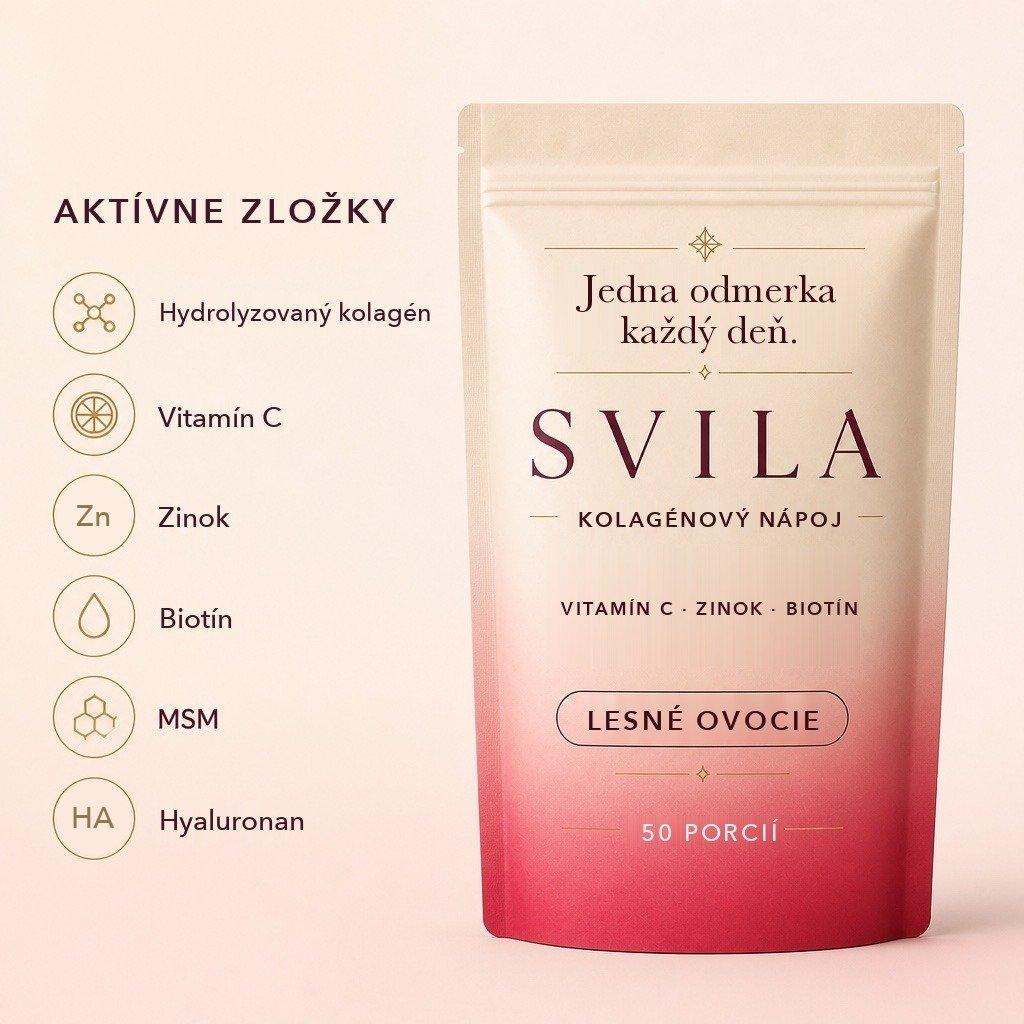 AKTÍVNE ZLOŽKY
Hydrolyzovaný kolagén
Vitamín C
Zn
Zinok
Biotín
MSM
HA
Hyaluronan
Jedna odmerka
každý deň.
SVILA
KOLAGÉNOVÝ NÁPOJ
VITAMÍN C · ZINOK · BIOTÍN
LESNÉ OVOCIE
50 PORCIÍ